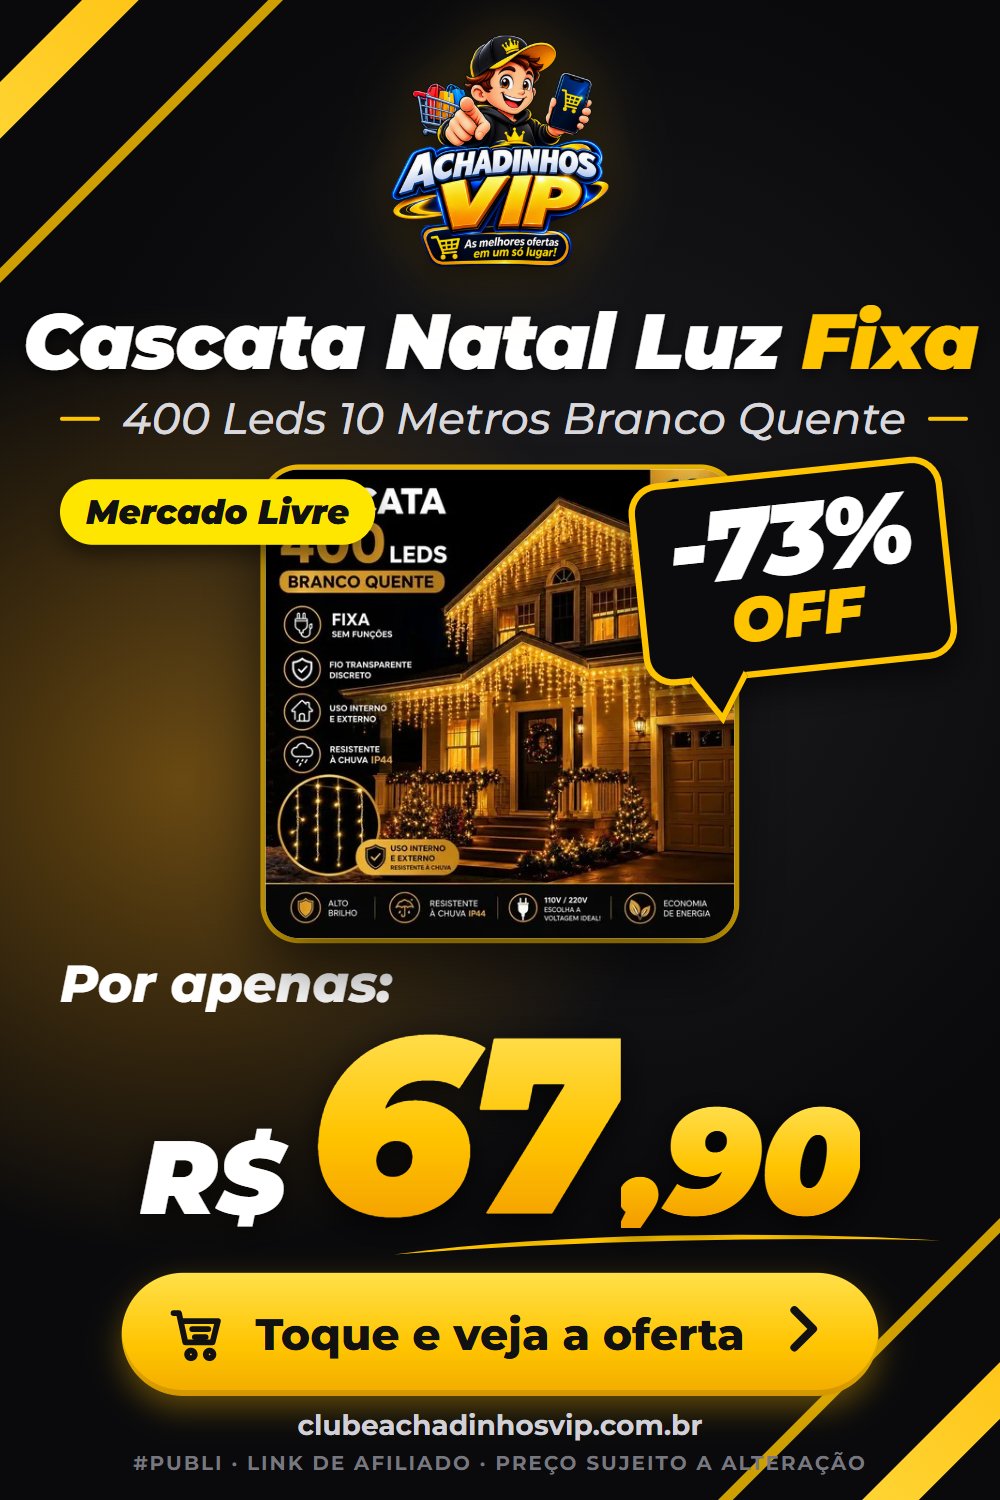 ACHADINHOS
VIP
As melhores ofertas
em um só lugar!
Cascata Natal Luz Fixa
400 Leds 10 Metros Branco Quente
Mercado Livre
CATA
400 LEDS
BRANCO QUENTE
FIXA
SEM FUNÇÕES
FIO TRANSPARENTE
DISCRETO
USO INTERNO
E EXTERNO
RESISTENTE
À CHUVA IP44
USO INTERNO
E EXTERNO
RESISTENTE À CHUVA
ALTO
BRILHO
RESISTENTE
À CHUVA IP44
110V / 220V
ESCOLHA A
VOLTAGEM IDEAL!
ECONOMIA
DE ENERGIA
-73%
OFF
Por apenas:
R$ 67,90
Toque e veja a oferta
clubeachadinhosvip.com.br
#PUBLI · LINK DE AFILIADO · PREÇO SUJEITO A ALTERAÇÃO